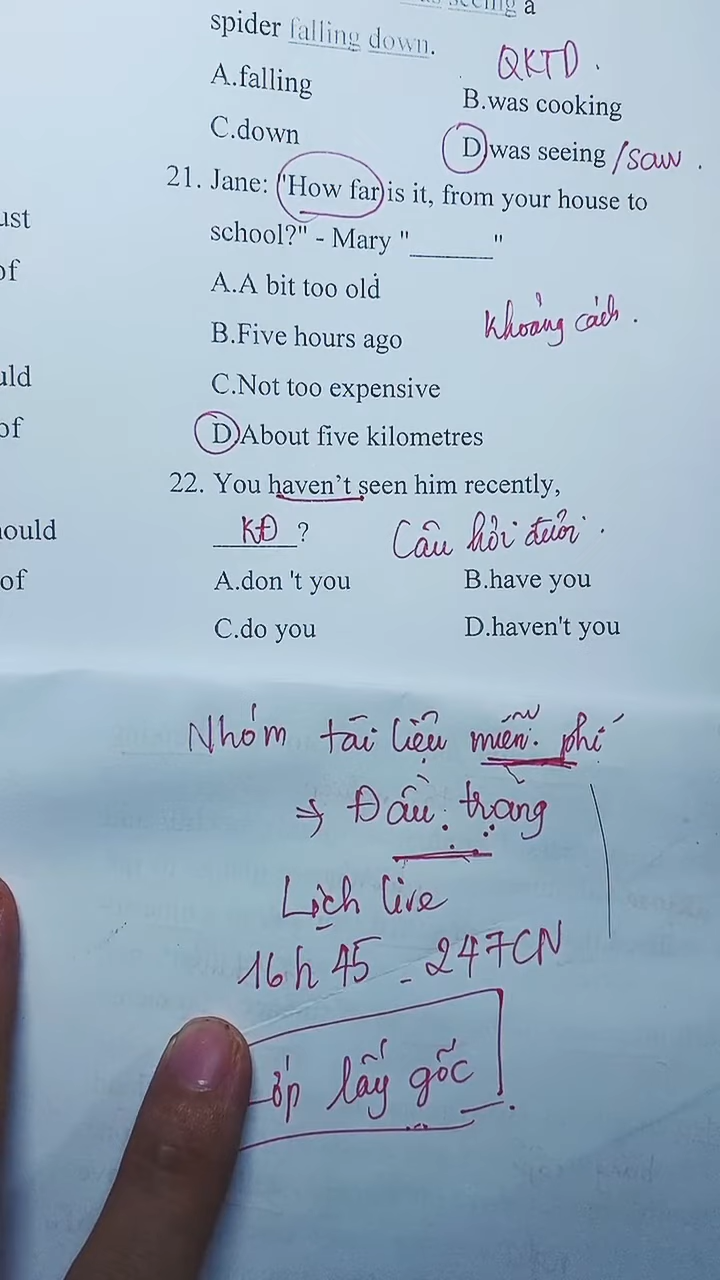 seeing a
spider falling down.
QKTD.
A.falling
B.was cooking
C.down
D.was seeing /saw.
21. Jane: "How far is it, from your house to
ust
school?" - Mary "______"
of
A.A bit too old
Khoảng cách.
B.Five hours ago
uld
C.Not too expensive
of
D.About five kilometres
22. You haven't seen him recently,
ould
KĐ ?
Câu hỏi đuôi.
of
A.don 't you
B.have you
C.do you
D.haven't you
Nhóm tài liệu miễn phí
⇒ Đầu trang
Lịch live
16h45 - 247CN
lấy gốc